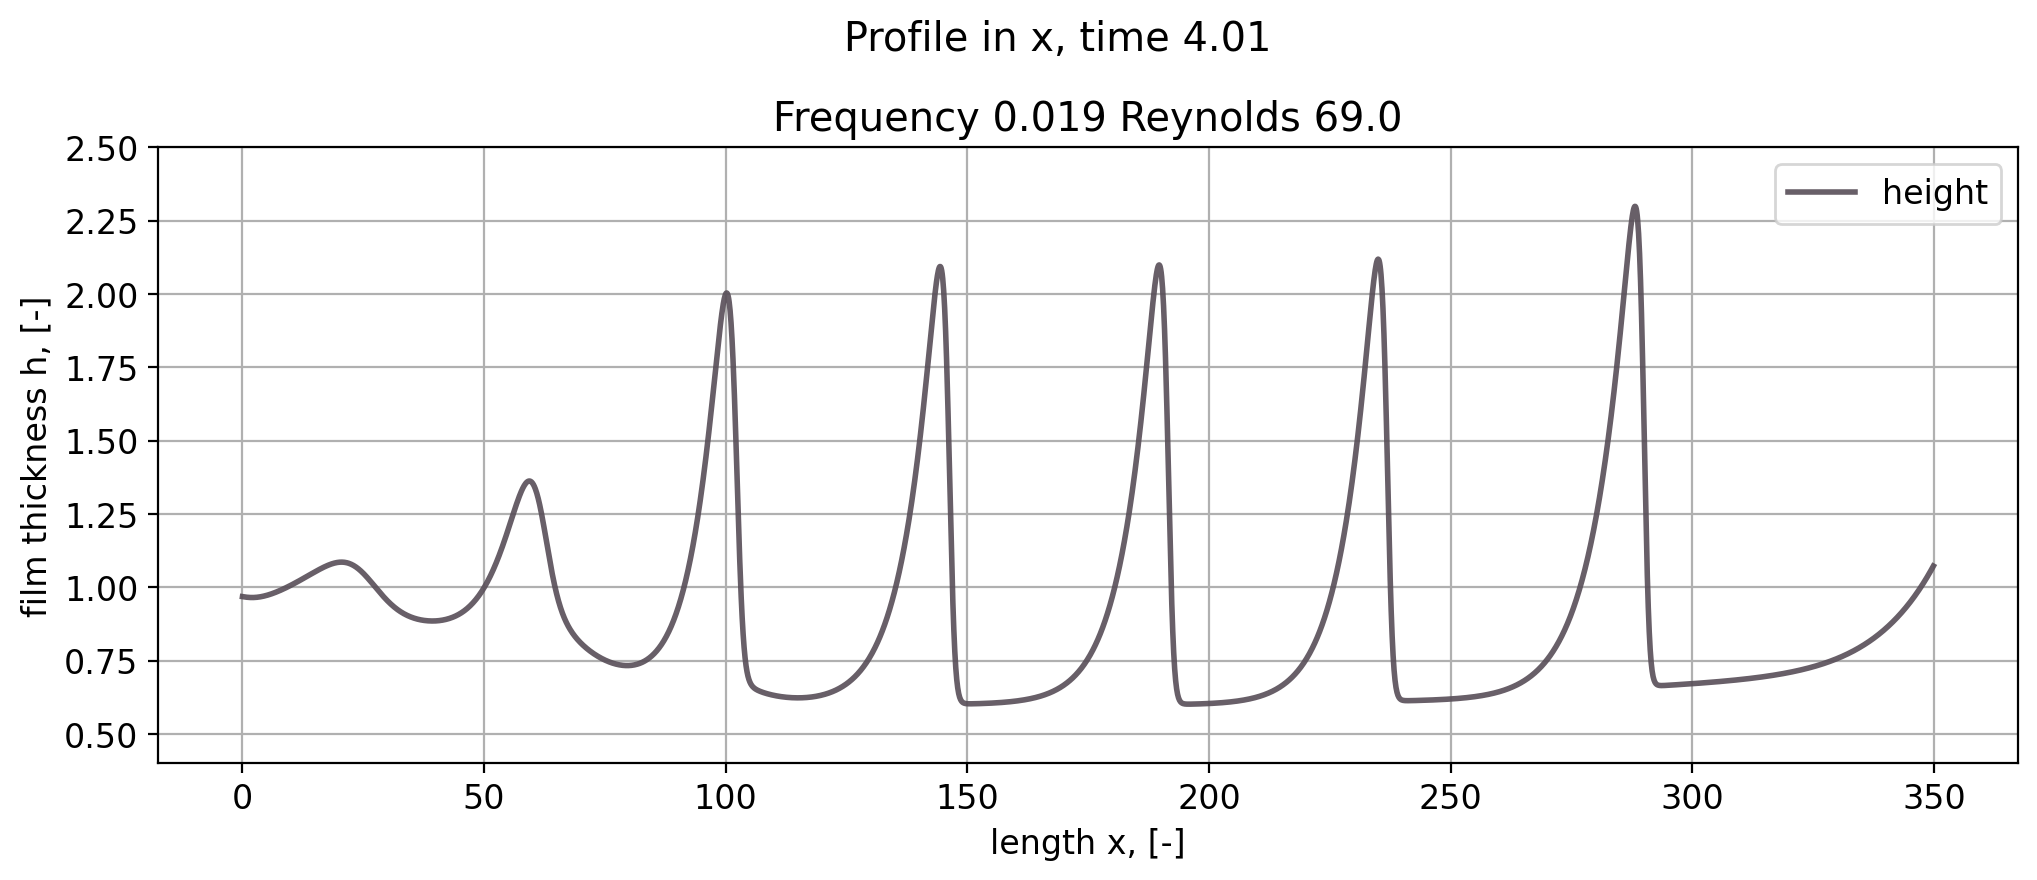 Profile in x, time 4.01
Frequency 0.019 Reynolds 69.0
height
film thickness h, [-]
2.50
2.25
2.00
1.75
1.50
1.25
1.00
0.75
0.50
0 50 100 150 200 250 300 350
length x, [-]